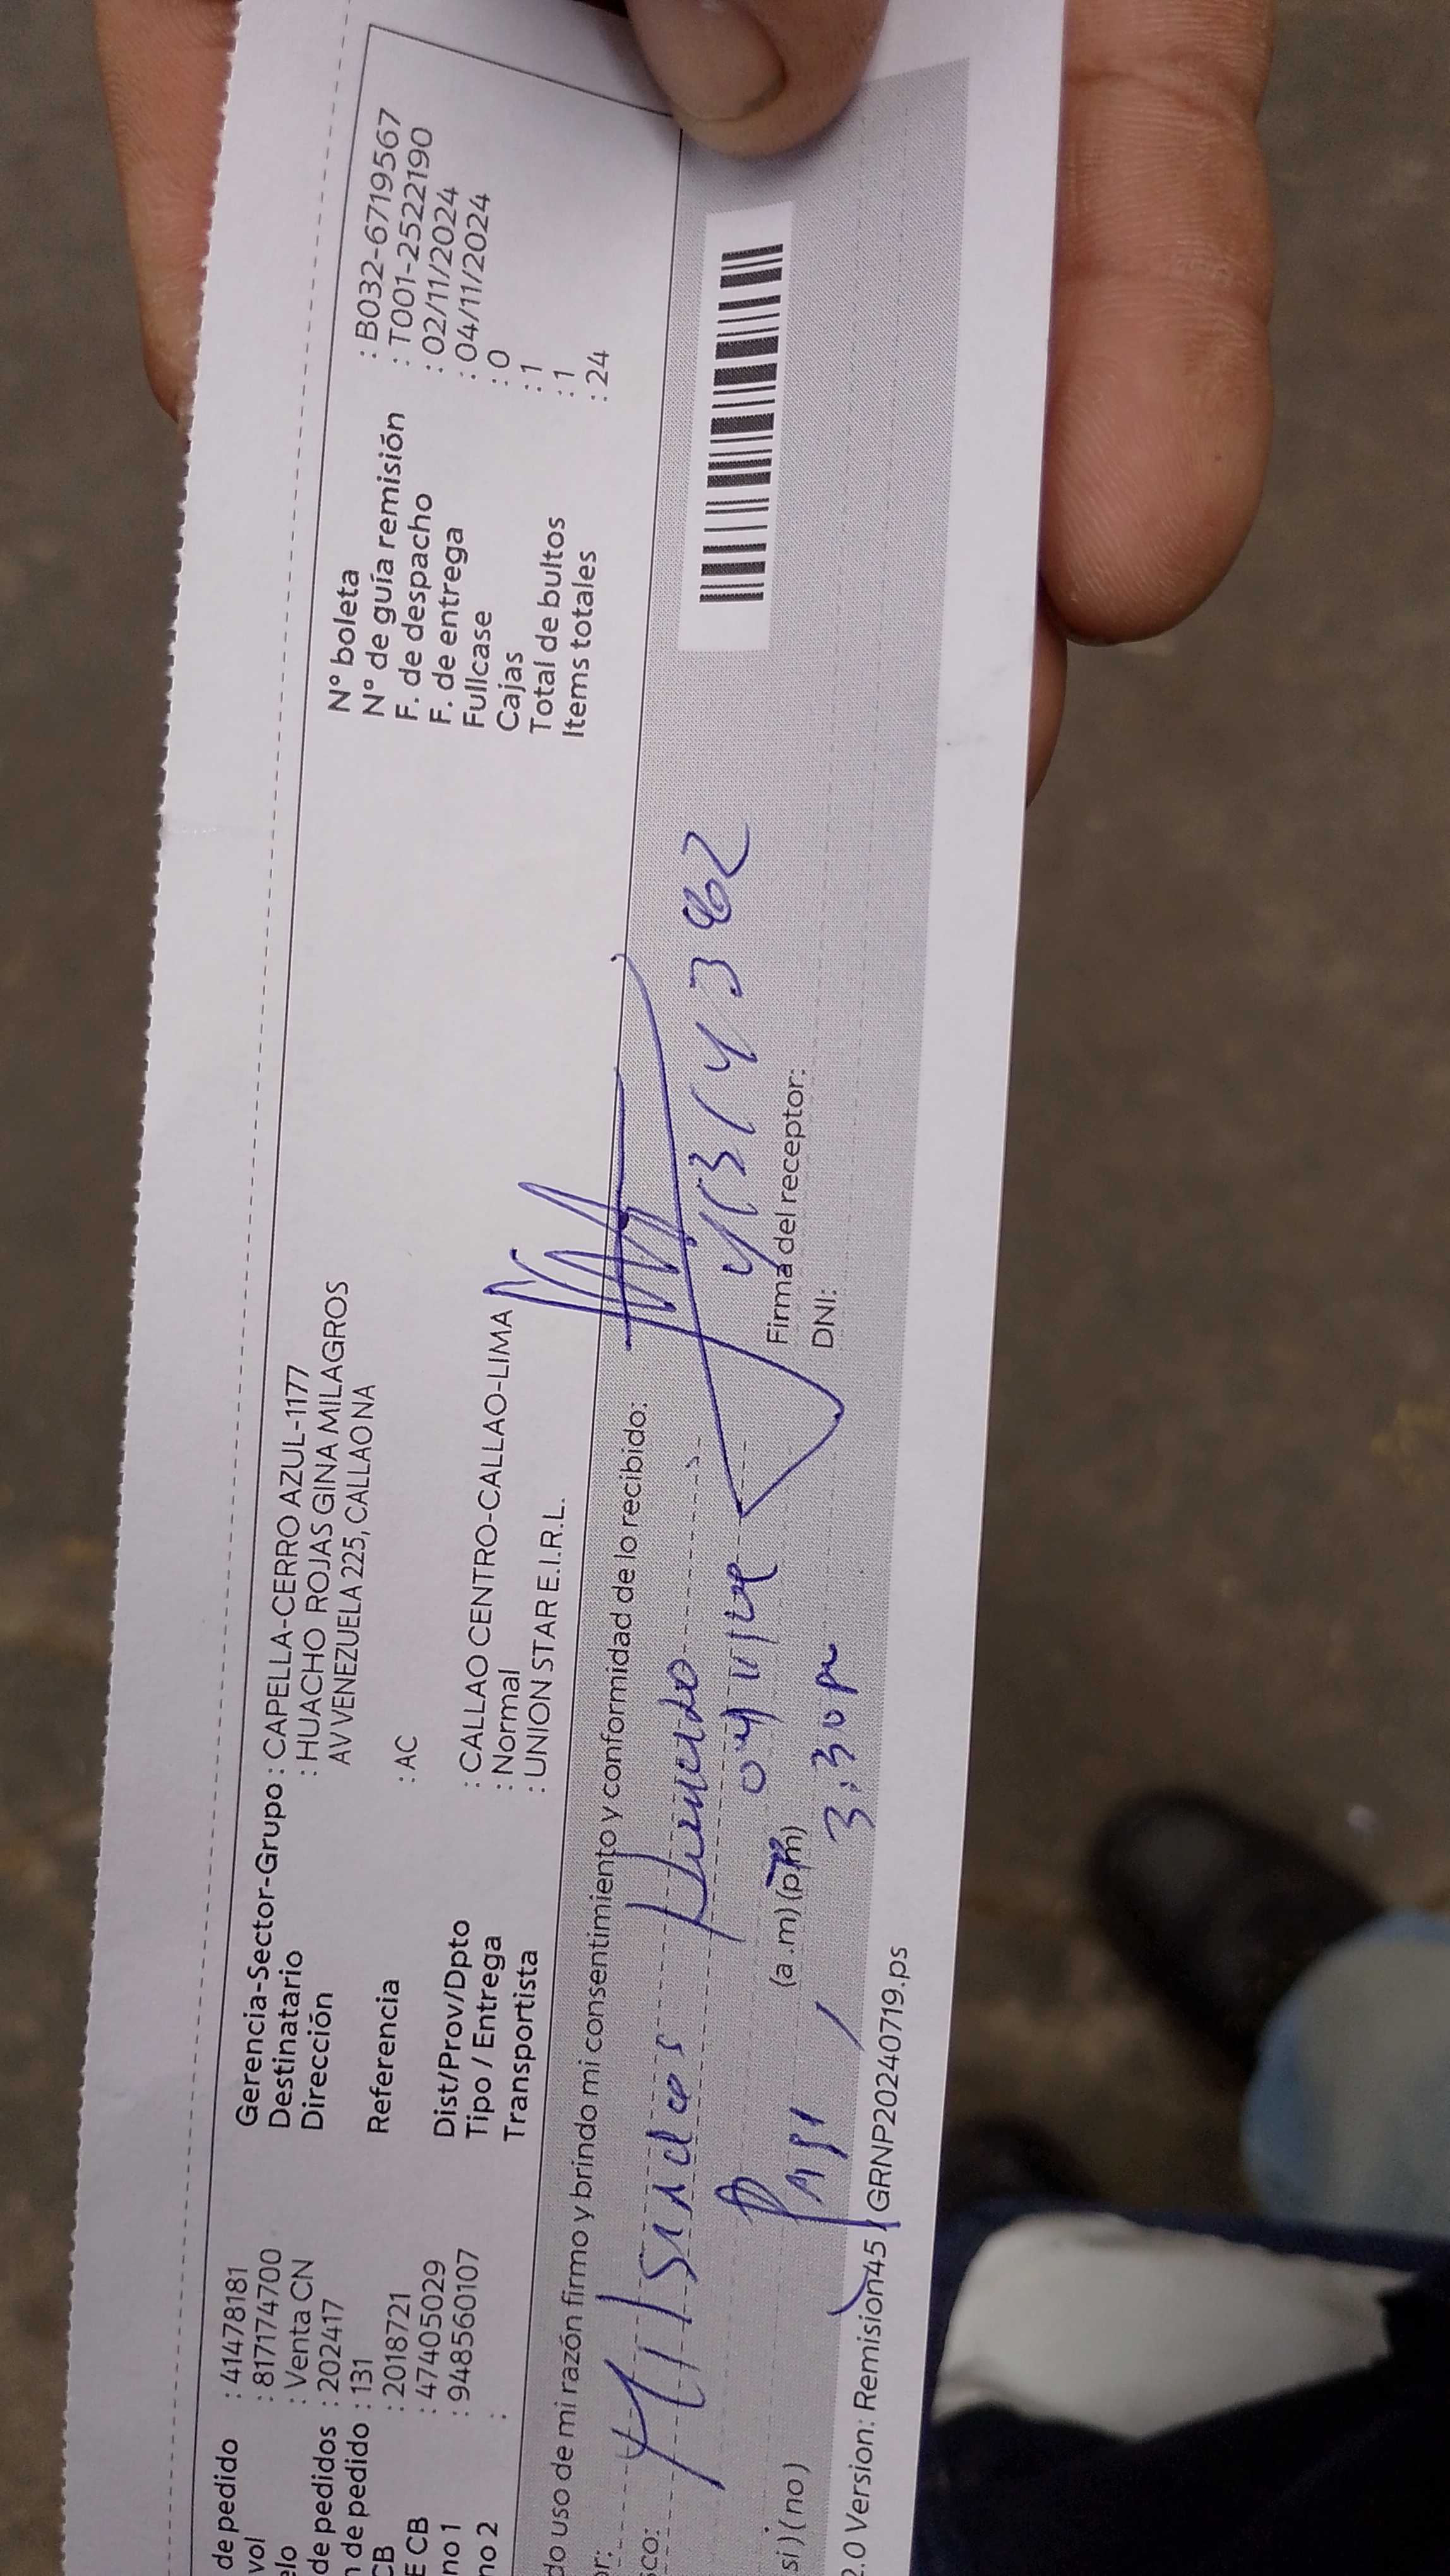 de pedido : 41478181
vol : 817174700
elo : Venta CN
de pedidos : 202417
n de pedido : 131
CB : 2018721
E CB : 47405029
no 1 : 948560107
no 2 :
Gerencia-Sector-Grupo : CAPELLA-CERRO AZUL-1177
Destinatario : HUACHO ROJAS GINA MILAGROS
Dirección AV VENEZUELA 225, CALLAO NA
Referencia : AC
Dist/Prov/Dpto : CALLAO CENTRO-CALLAO-LIMA
Tipo / Entrega : Normal
Transportista : UNION STAR E.I.R.L.
N° boleta : B032-6719567
N° de guía remisión : T001-2522190
F. de despacho : 02/11/2024
F. de entrega : 04/11/2024
Fullcase : 0
Cajas : 1
Total de bultos : 1
Items totales : 24
do uso de mi razón firmo y brindo mi consentimiento y conformidad de lo recibido:
or:
sco:
si ) ( no )
(a .m) (p.m)
3:30 pm
Firma del receptor:
DNI:
2.0 Version: Remision45 | GRNP20240719.ps